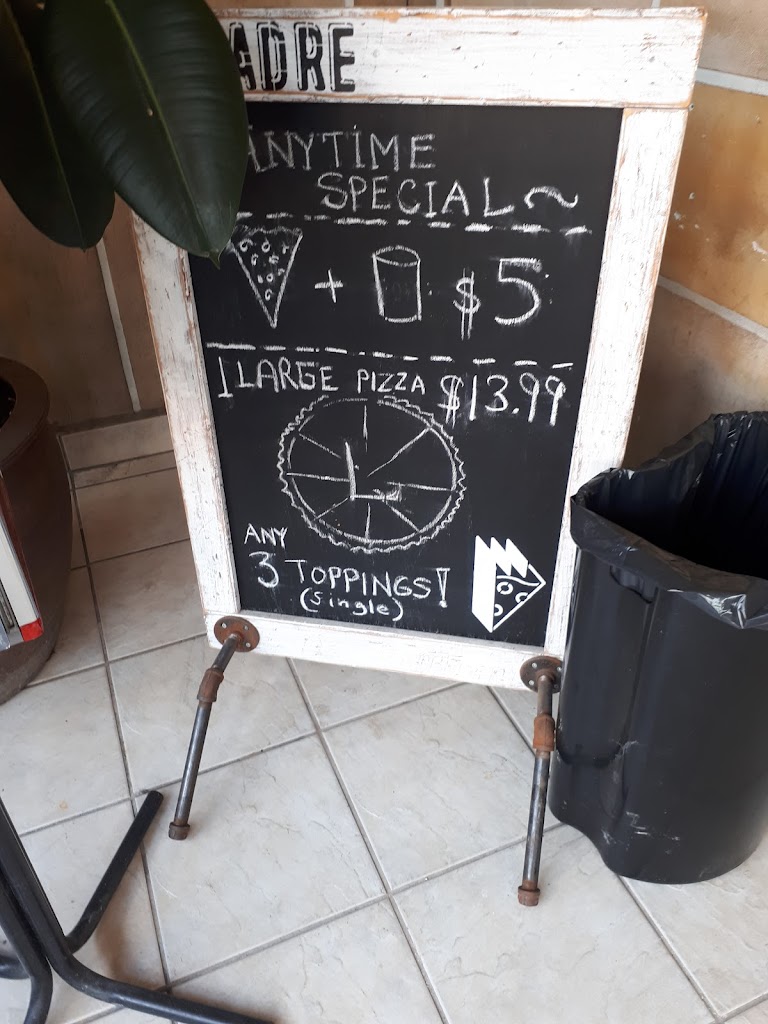 ADRE
ANYTIME
SPECIAL ~
+ $5
1 LARGE PIZZA $13.99
L
ANY
3 TOPPINGS!
(single)